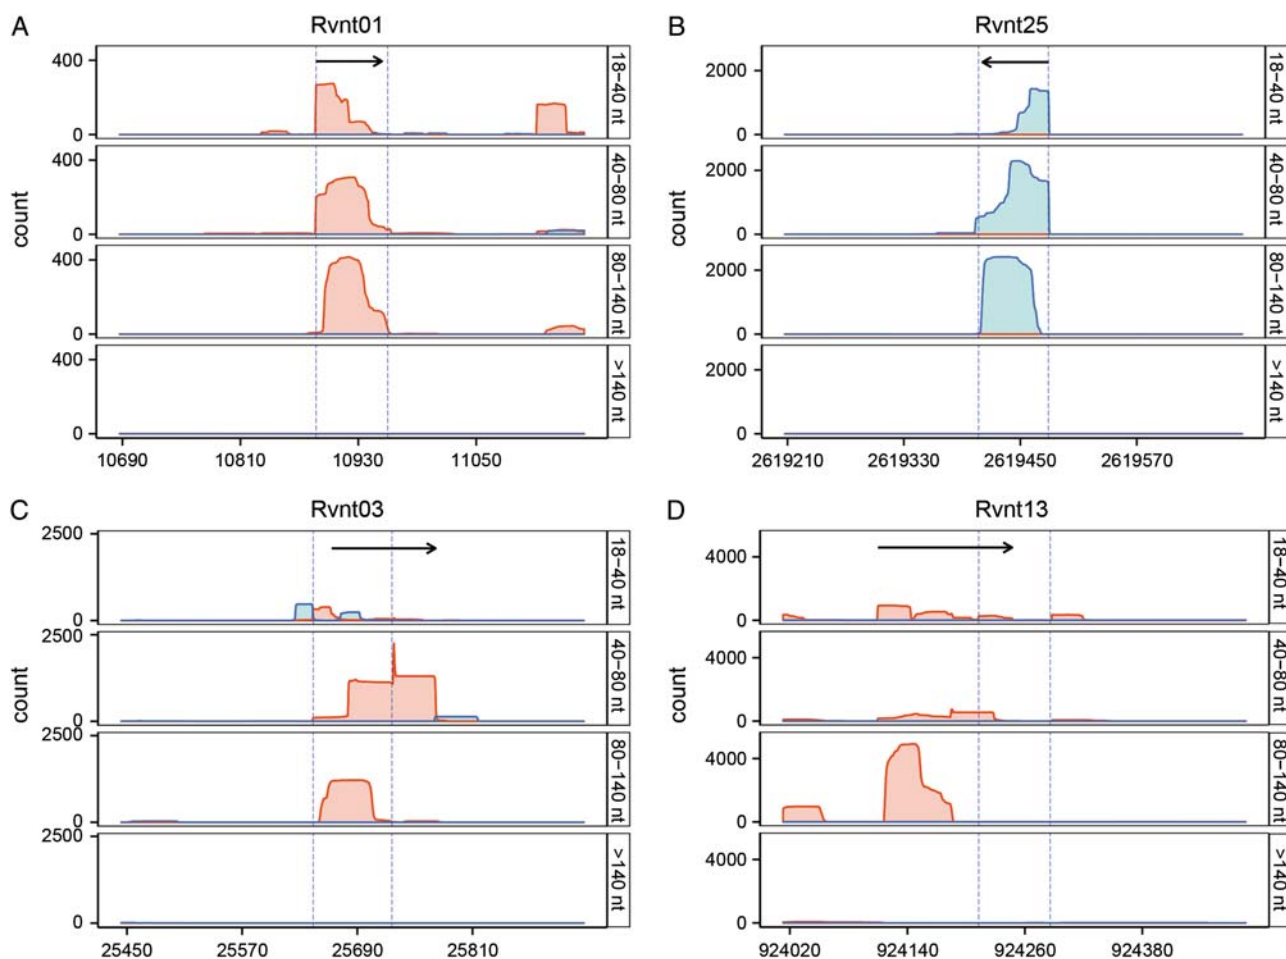 A
Rvnt01
400
0
18–40 nt
400
0
40–80 nt
400
0
80–140 nt
400
0
>140 nt
count
10690 10810 10930 11050
B
Rvnt25
2000
0
18–40 nt
2000
0
40–80 nt
2000
0
80–140 nt
2000
0
>140 nt
count
2619210 2619330 2619450 2619570
C
Rvnt03
2500
0
18–40 nt
2500
0
40–80 nt
2500
0
80–140 nt
2500
0
>140 nt
count
25450 25570 25690 25810
D
Rvnt13
4000
0
18–40 nt
4000
0
40–80 nt
4000
0
80–140 nt
4000
0
>140 nt
count
924020 924140 924260 924380